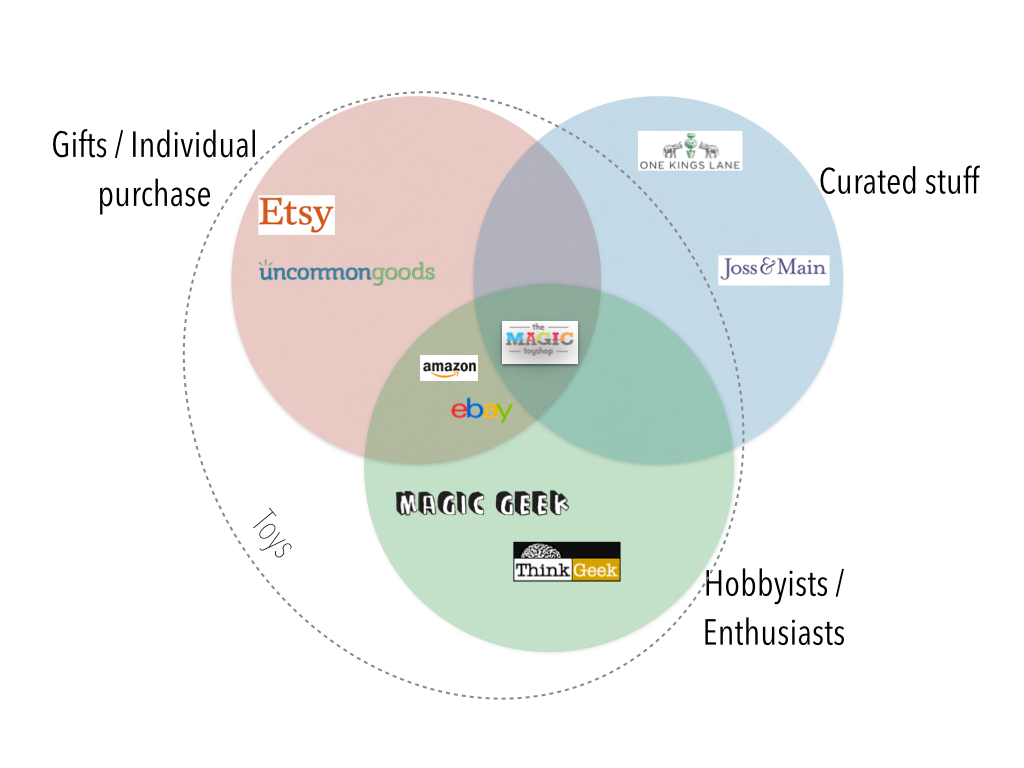 Gifts / Individual
purchase
Etsy
uncommongoods
ONE KINGS LANE
Curated stuff
Joss&Main
the
MAGIC
toyshop
amazon
ebay
MAGIC GEEK
ThinkGeek
Toys
Hobbyists /
Enthusiasts